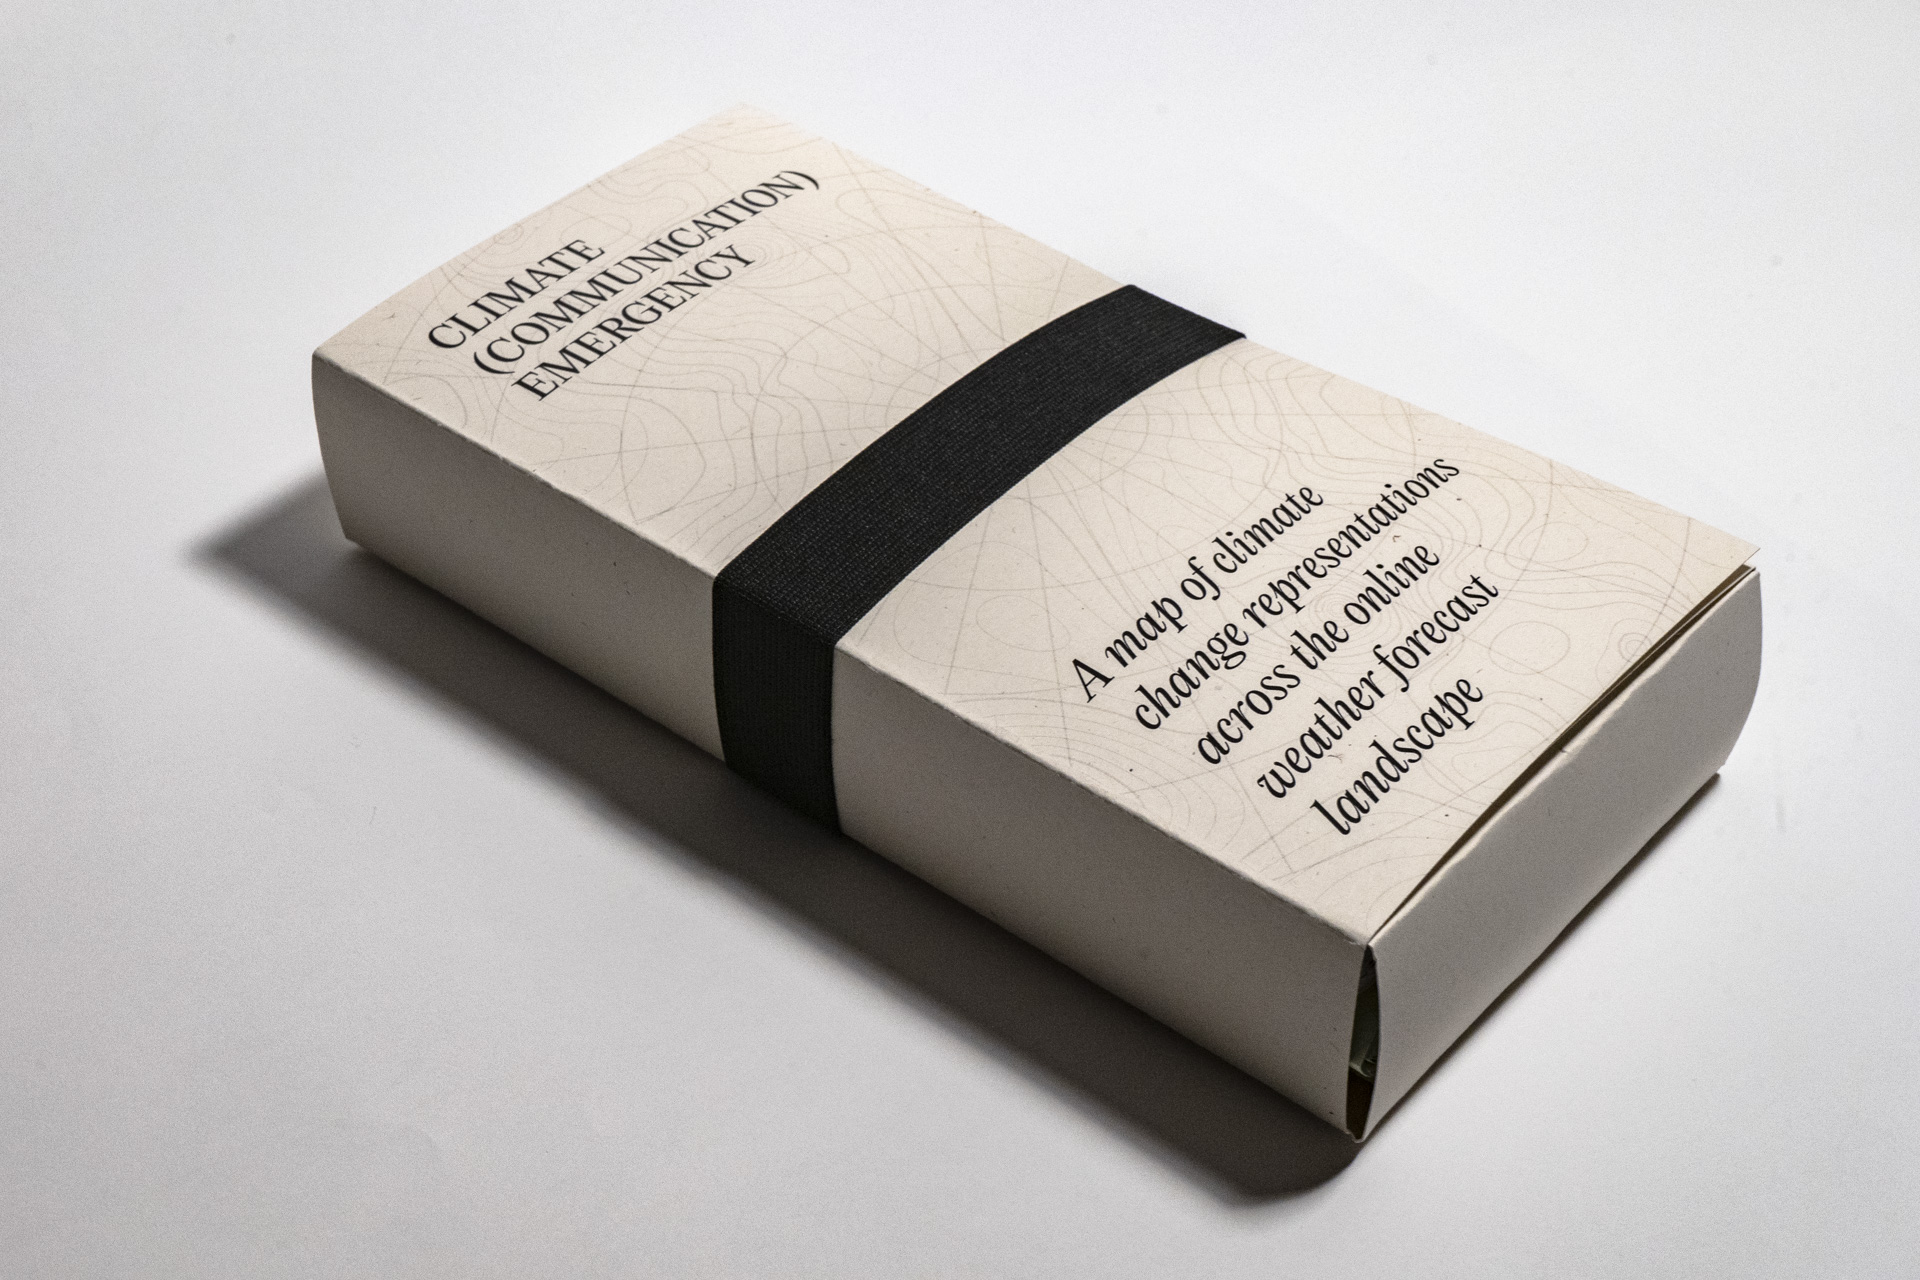 CLIMATE
(COMMUNICATION)
EMERGENCY
A map of climate
change representations
across the online
weather forecast
landscape